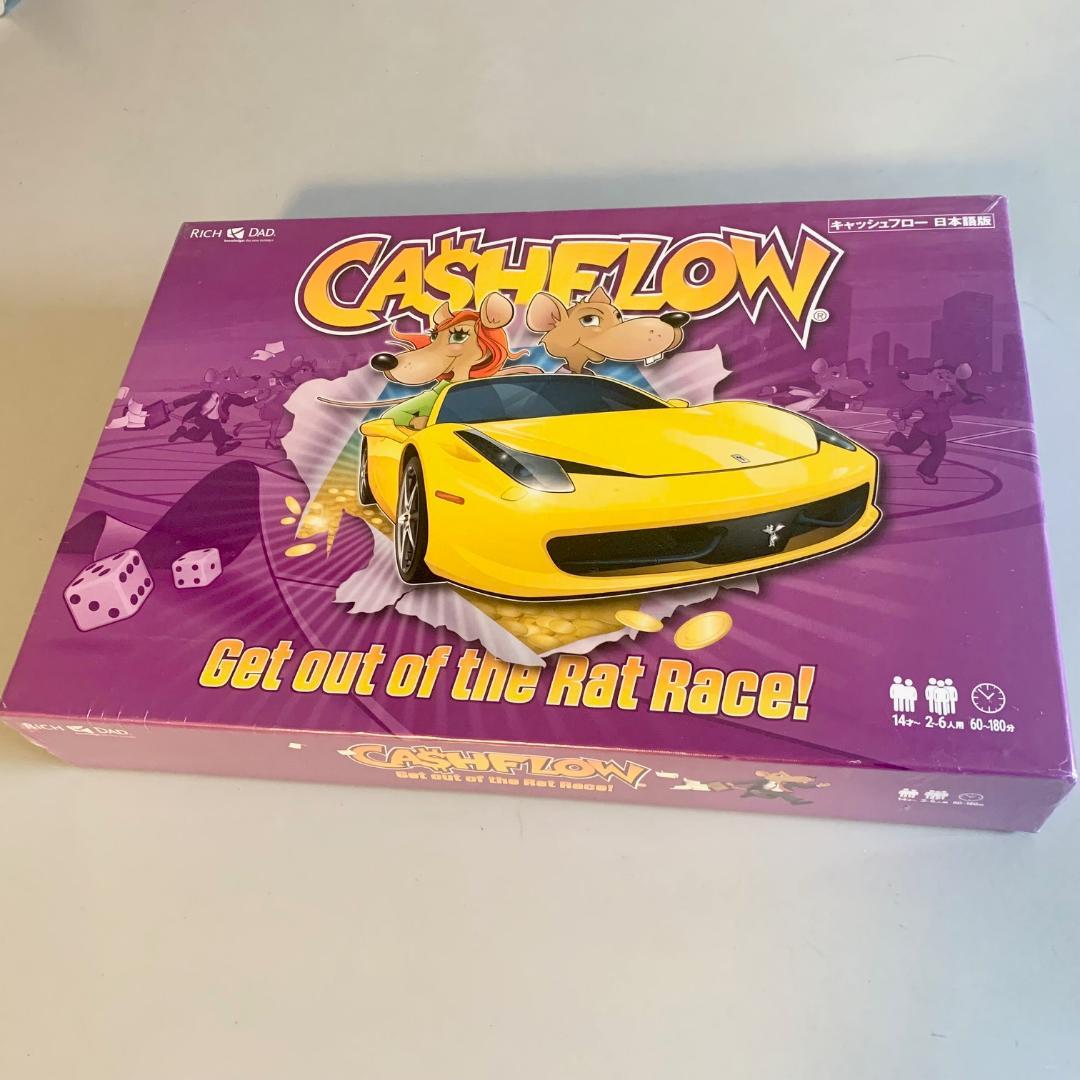 RICH DAD.
キャッシュフロー 日本語版
CA$HFLOW®
Get out of the Rat Race!
14才~ 2~6人用 60~180分
RICH DAD
CA$HFLOW
Get out of the Rat Race!